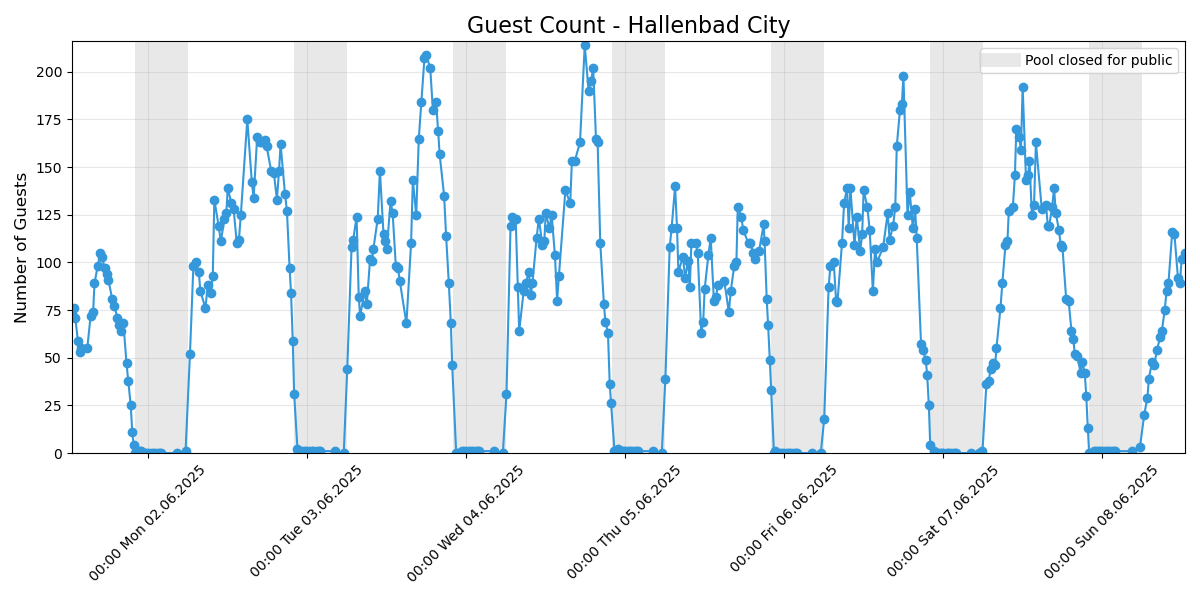 Guest Count - Hallenbad City
Pool closed for public
Number of Guests
200
175
150
125
100
75
50
25
0
00:00 Mon 02.06.2025
00:00 Tue 03.06.2025
00:00 Wed 04.06.2025
00:00 Thu 05.06.2025
00:00 Fri 06.06.2025
00:00 Sat 07.06.2025
00:00 Sun 08.06.2025